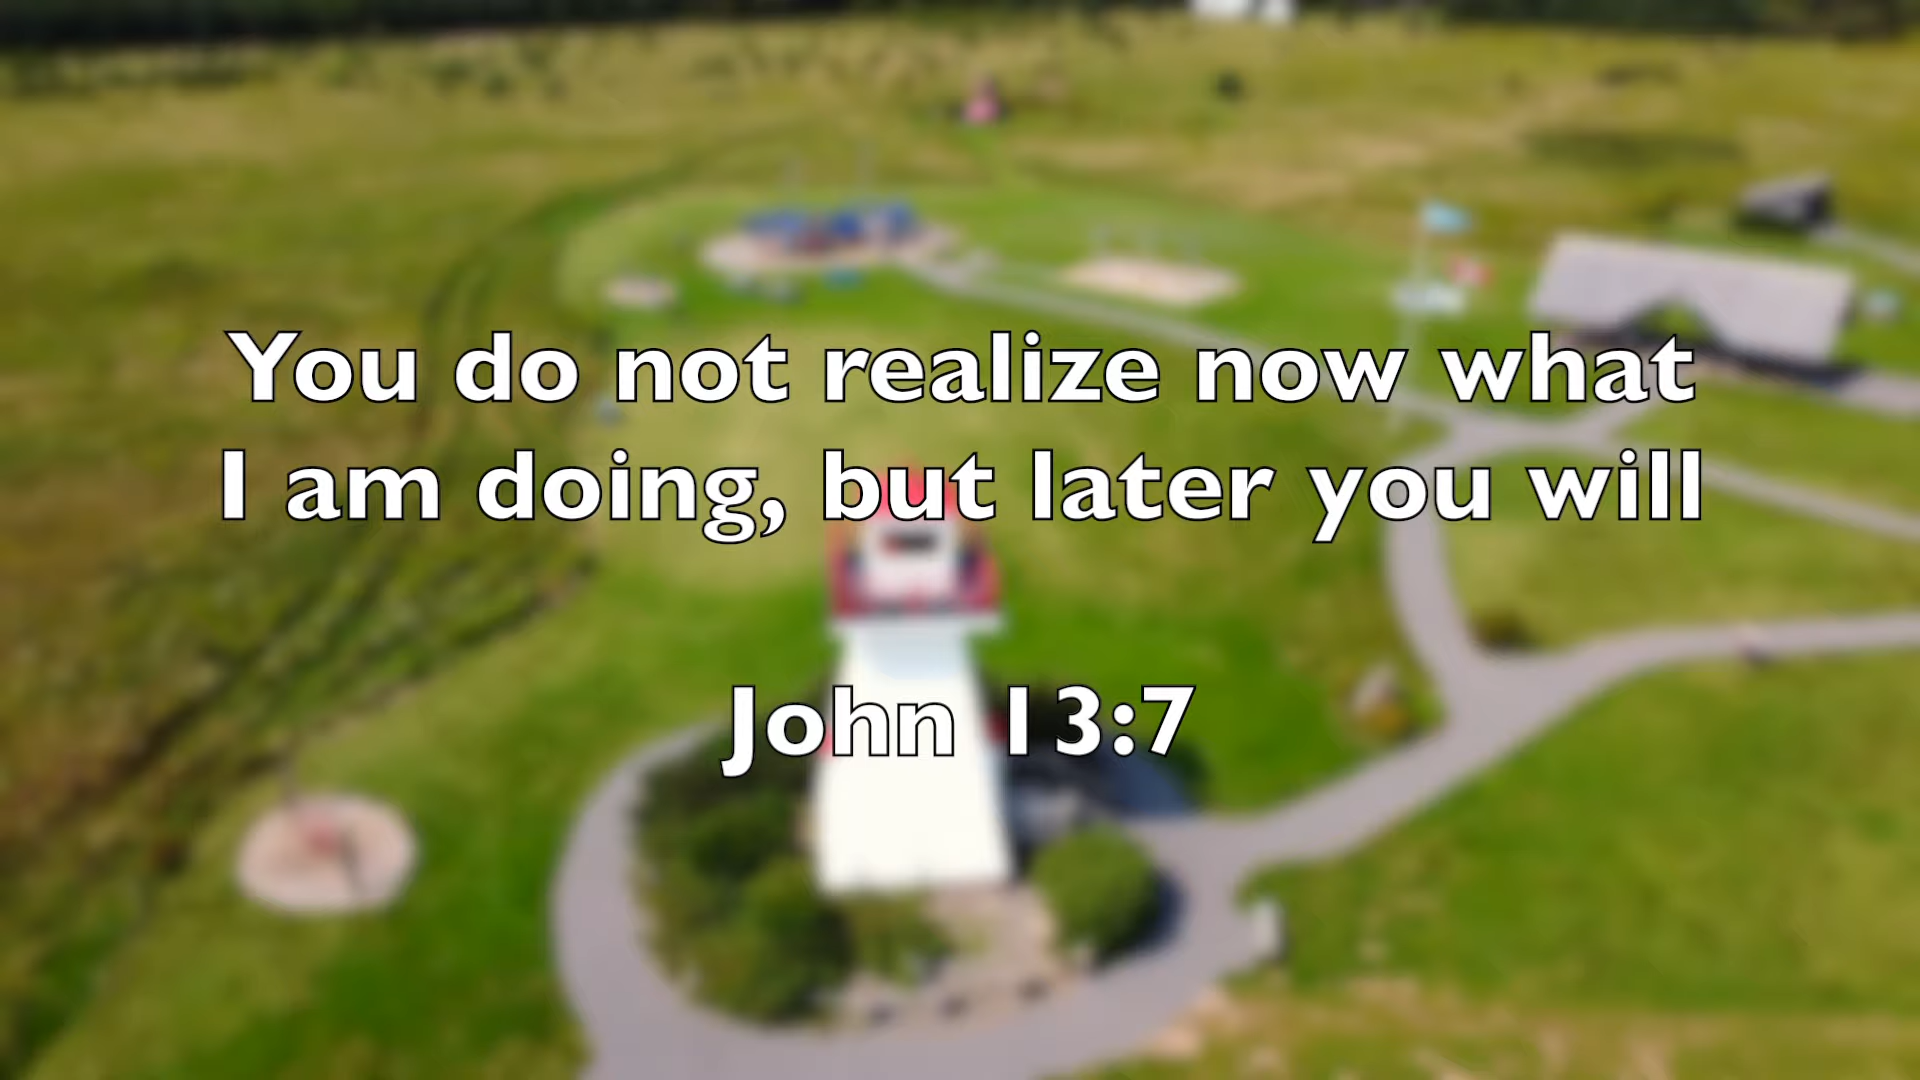 You do not realize now what
I am doing, but later you will
John 13:7